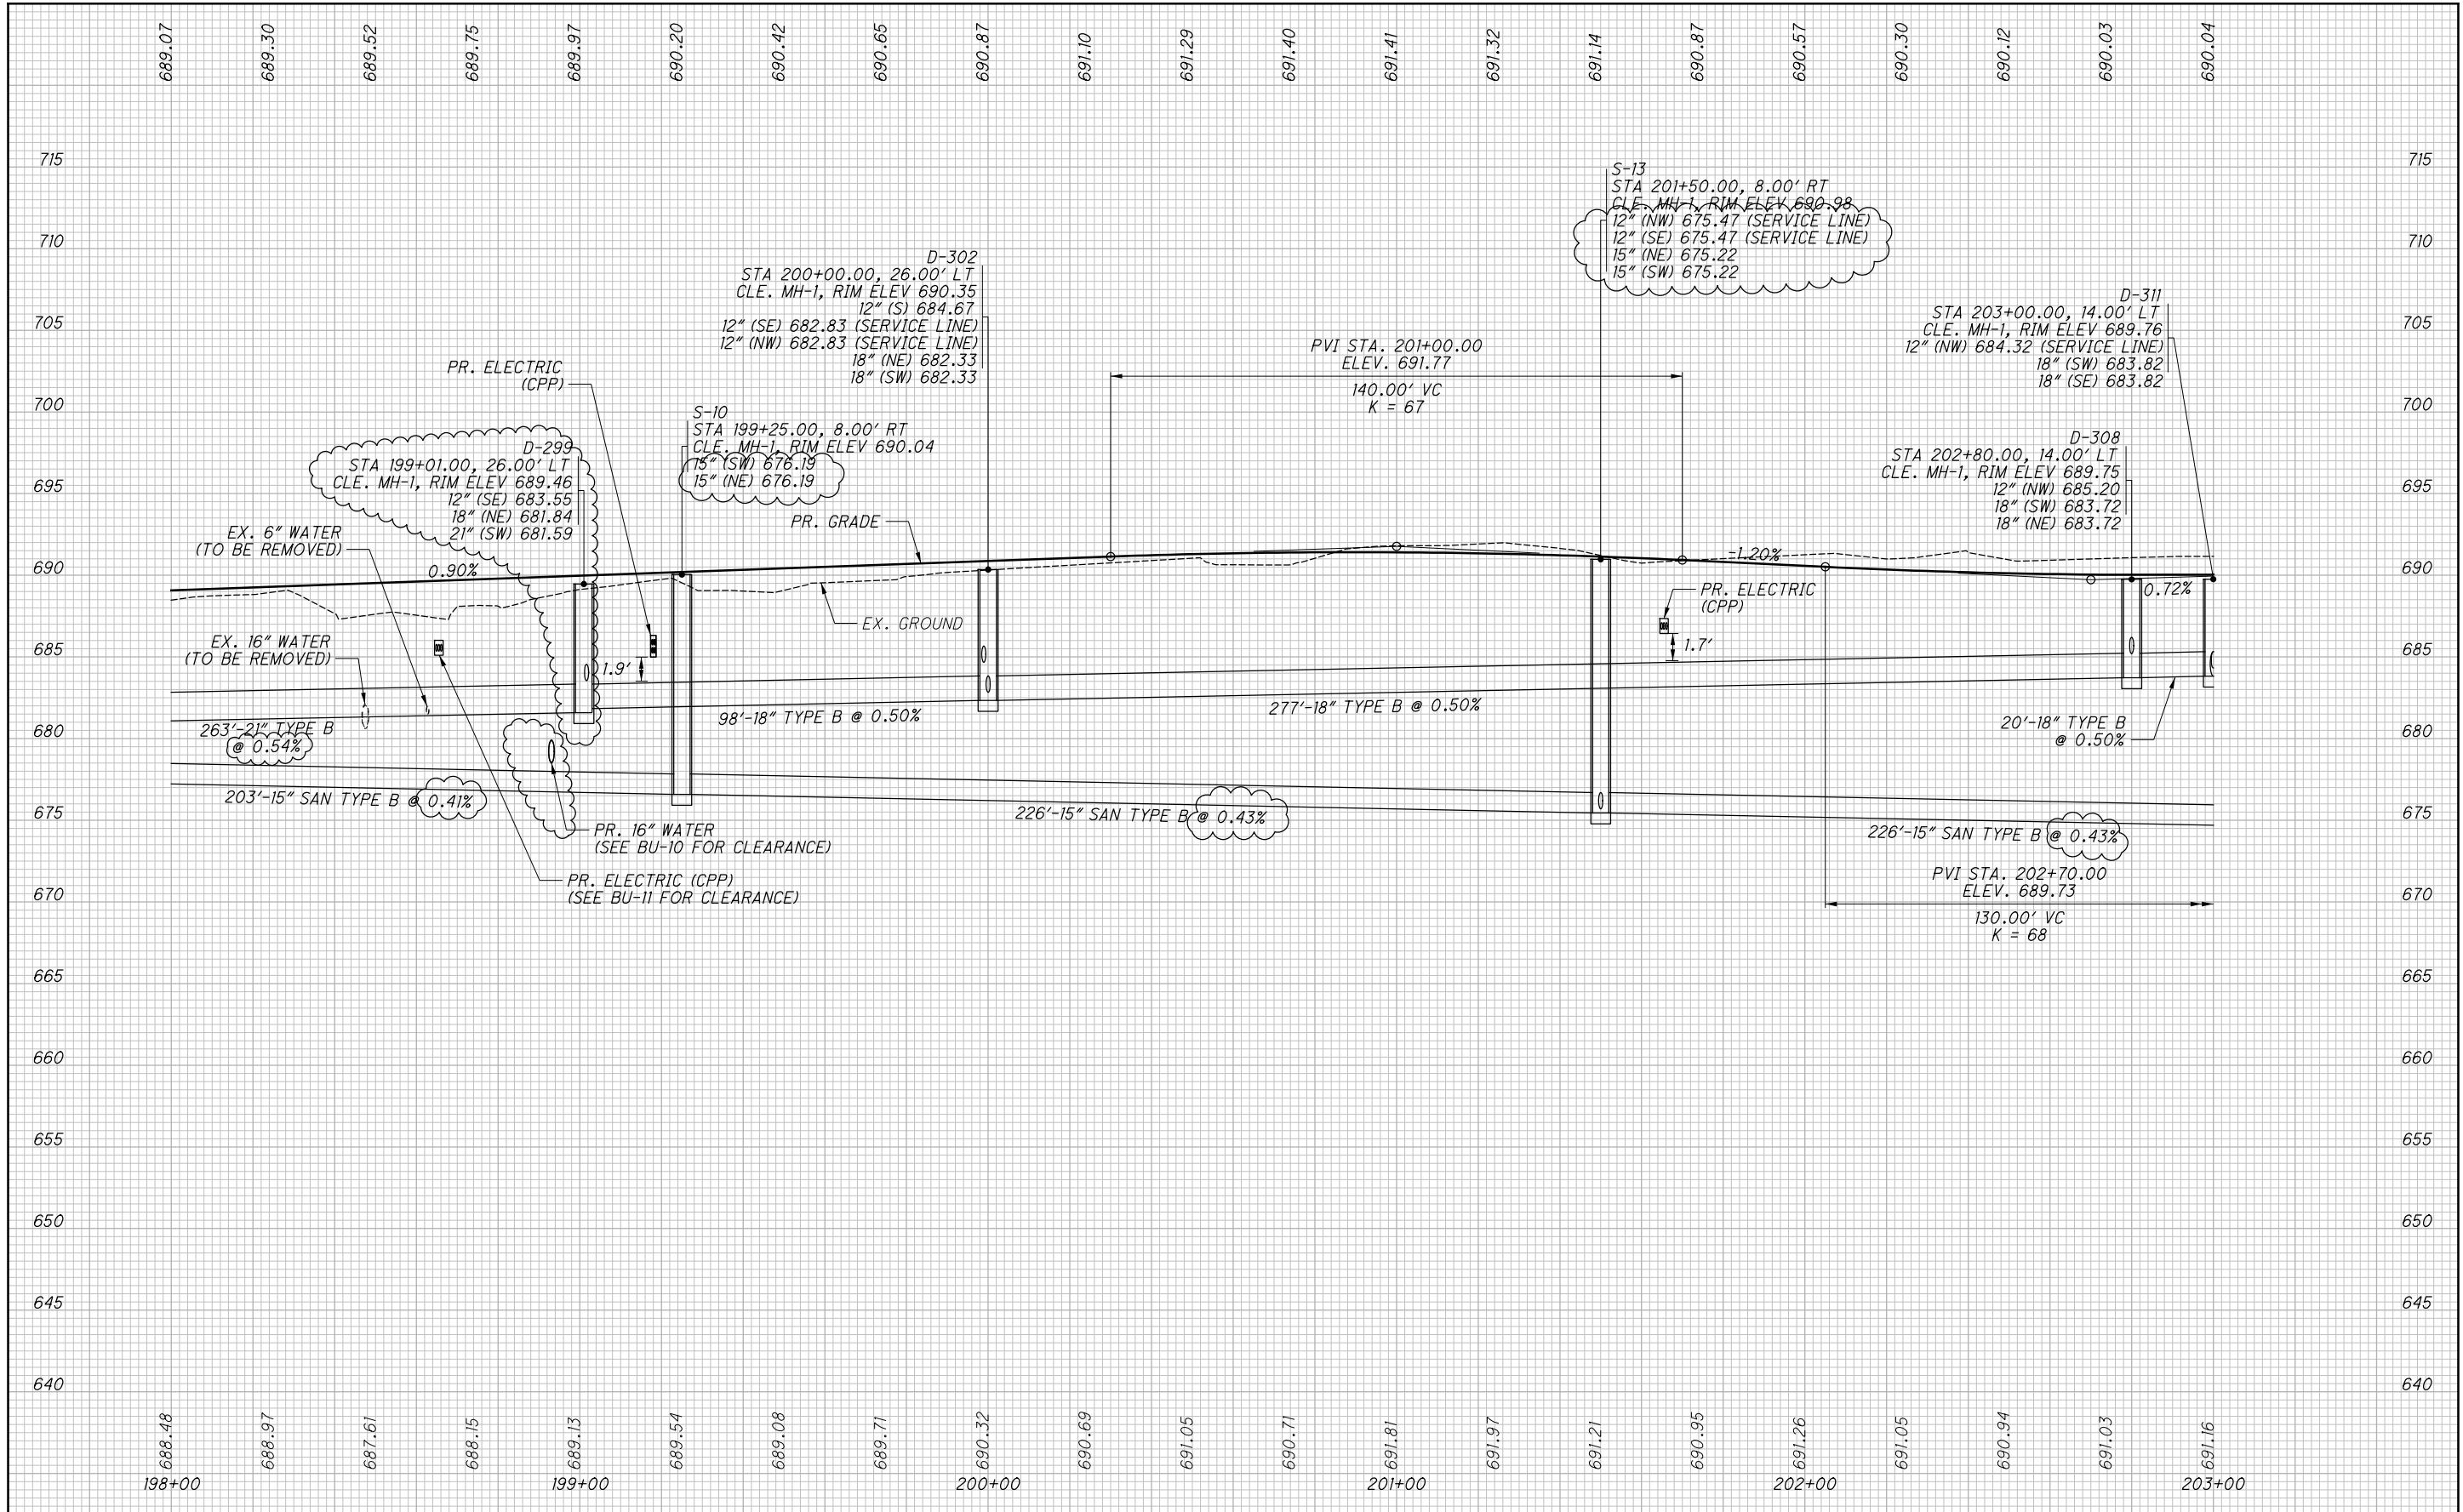 689.07 689.30 689.52 689.75 689.97 690.20 690.42 690.65 690.87 691.10 691.29 691.40 691.41 691.32 691.14 690.87 690.57 690.30 690.12 690.03 690.04
715 715
710 710
705 705
700 700
695 695
690 690
685 685
680 680
675 675
670 670
665 665
660 660
655 655
650 650
645 645
640 640
S-13
STA 201+50.00, 8.00' RT
CLE. MH-1, RIM ELEV 690.98
12" (NW) 675.47 (SERVICE LINE)
12" (SE) 675.47 (SERVICE LINE)
15" (NE) 675.22
15" (SW) 675.22
D-302
STA 200+00.00, 26.00' LT
CLE. MH-1, RIM ELEV 690.35
12" (S) 684.67
12" (SE) 682.83 (SERVICE LINE)
12" (NW) 682.83 (SERVICE LINE)
18" (NE) 682.33
18" (SW) 682.33
D-311
STA 203+00.00, 14.00' LT
CLE. MH-1, RIM ELEV 689.76
12" (NW) 684.32 (SERVICE LINE)
18" (SW) 683.82
18" (SE) 683.82
PVI STA. 201+00.00
ELEV. 691.77
140.00' VC
K = 67
PR. ELECTRIC
(CPP)
S-10
STA 199+25.00, 8.00' RT
CLE. MH-1, RIM ELEV 690.04
15" (SW) 676.19
15" (NE) 676.19
D-299
STA 199+01.00, 26.00' LT
CLE. MH-1, RIM ELEV 689.46
12" (SE) 683.55
18" (NE) 681.84
21" (SW) 681.59
D-308
STA 202+80.00, 14.00' LT
CLE. MH-1, RIM ELEV 689.75
12" (NW) 685.20
18" (SW) 683.72
18" (NE) 683.72
EX. 6" WATER
(TO BE REMOVED)
PR. GRADE
0.90%
-1.20%
0.72%
PR. ELECTRIC
(CPP)
EX. GROUND
EX. 16" WATER
(TO BE REMOVED)
1.9'
1.7'
263'-21" TYPE B
@ 0.54%
98'-18" TYPE B @ 0.50%
277'-18" TYPE B @ 0.50%
20'-18" TYPE B
@ 0.50%
203'-15" SAN TYPE B @ 0.41%
226'-15" SAN TYPE B @ 0.43%
226'-15" SAN TYPE B @ 0.43%
PR. 16" WATER
(SEE BU-10 FOR CLEARANCE)
PR. ELECTRIC (CPP)
(SEE BU-11 FOR CLEARANCE)
PVI STA. 202+70.00
ELEV. 689.73
130.00' VC
K = 68
688.48 688.97 687.61 688.15 689.13 689.54 689.08 689.71 690.32 690.69 691.05 690.71 691.81 691.97 691.21 690.95 691.26 691.05 690.94 691.03 691.16
198+00 199+00 200+00 201+00 202+00 203+00